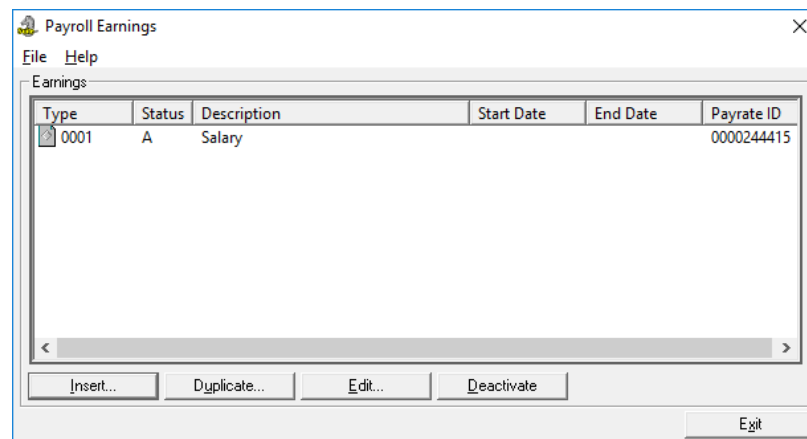 Payroll Earnings
File Help
Earnings
Type Status Description Start Date End Date Payrate ID
0001 A Salary 0000244415
Insert... Duplicate... Edit... Deactivate
Exit